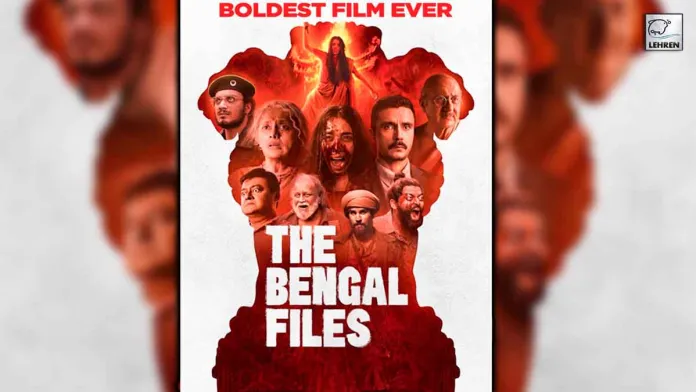 BOLDEST FILM EVER
LEHREN
THE
BENGAL
FILES